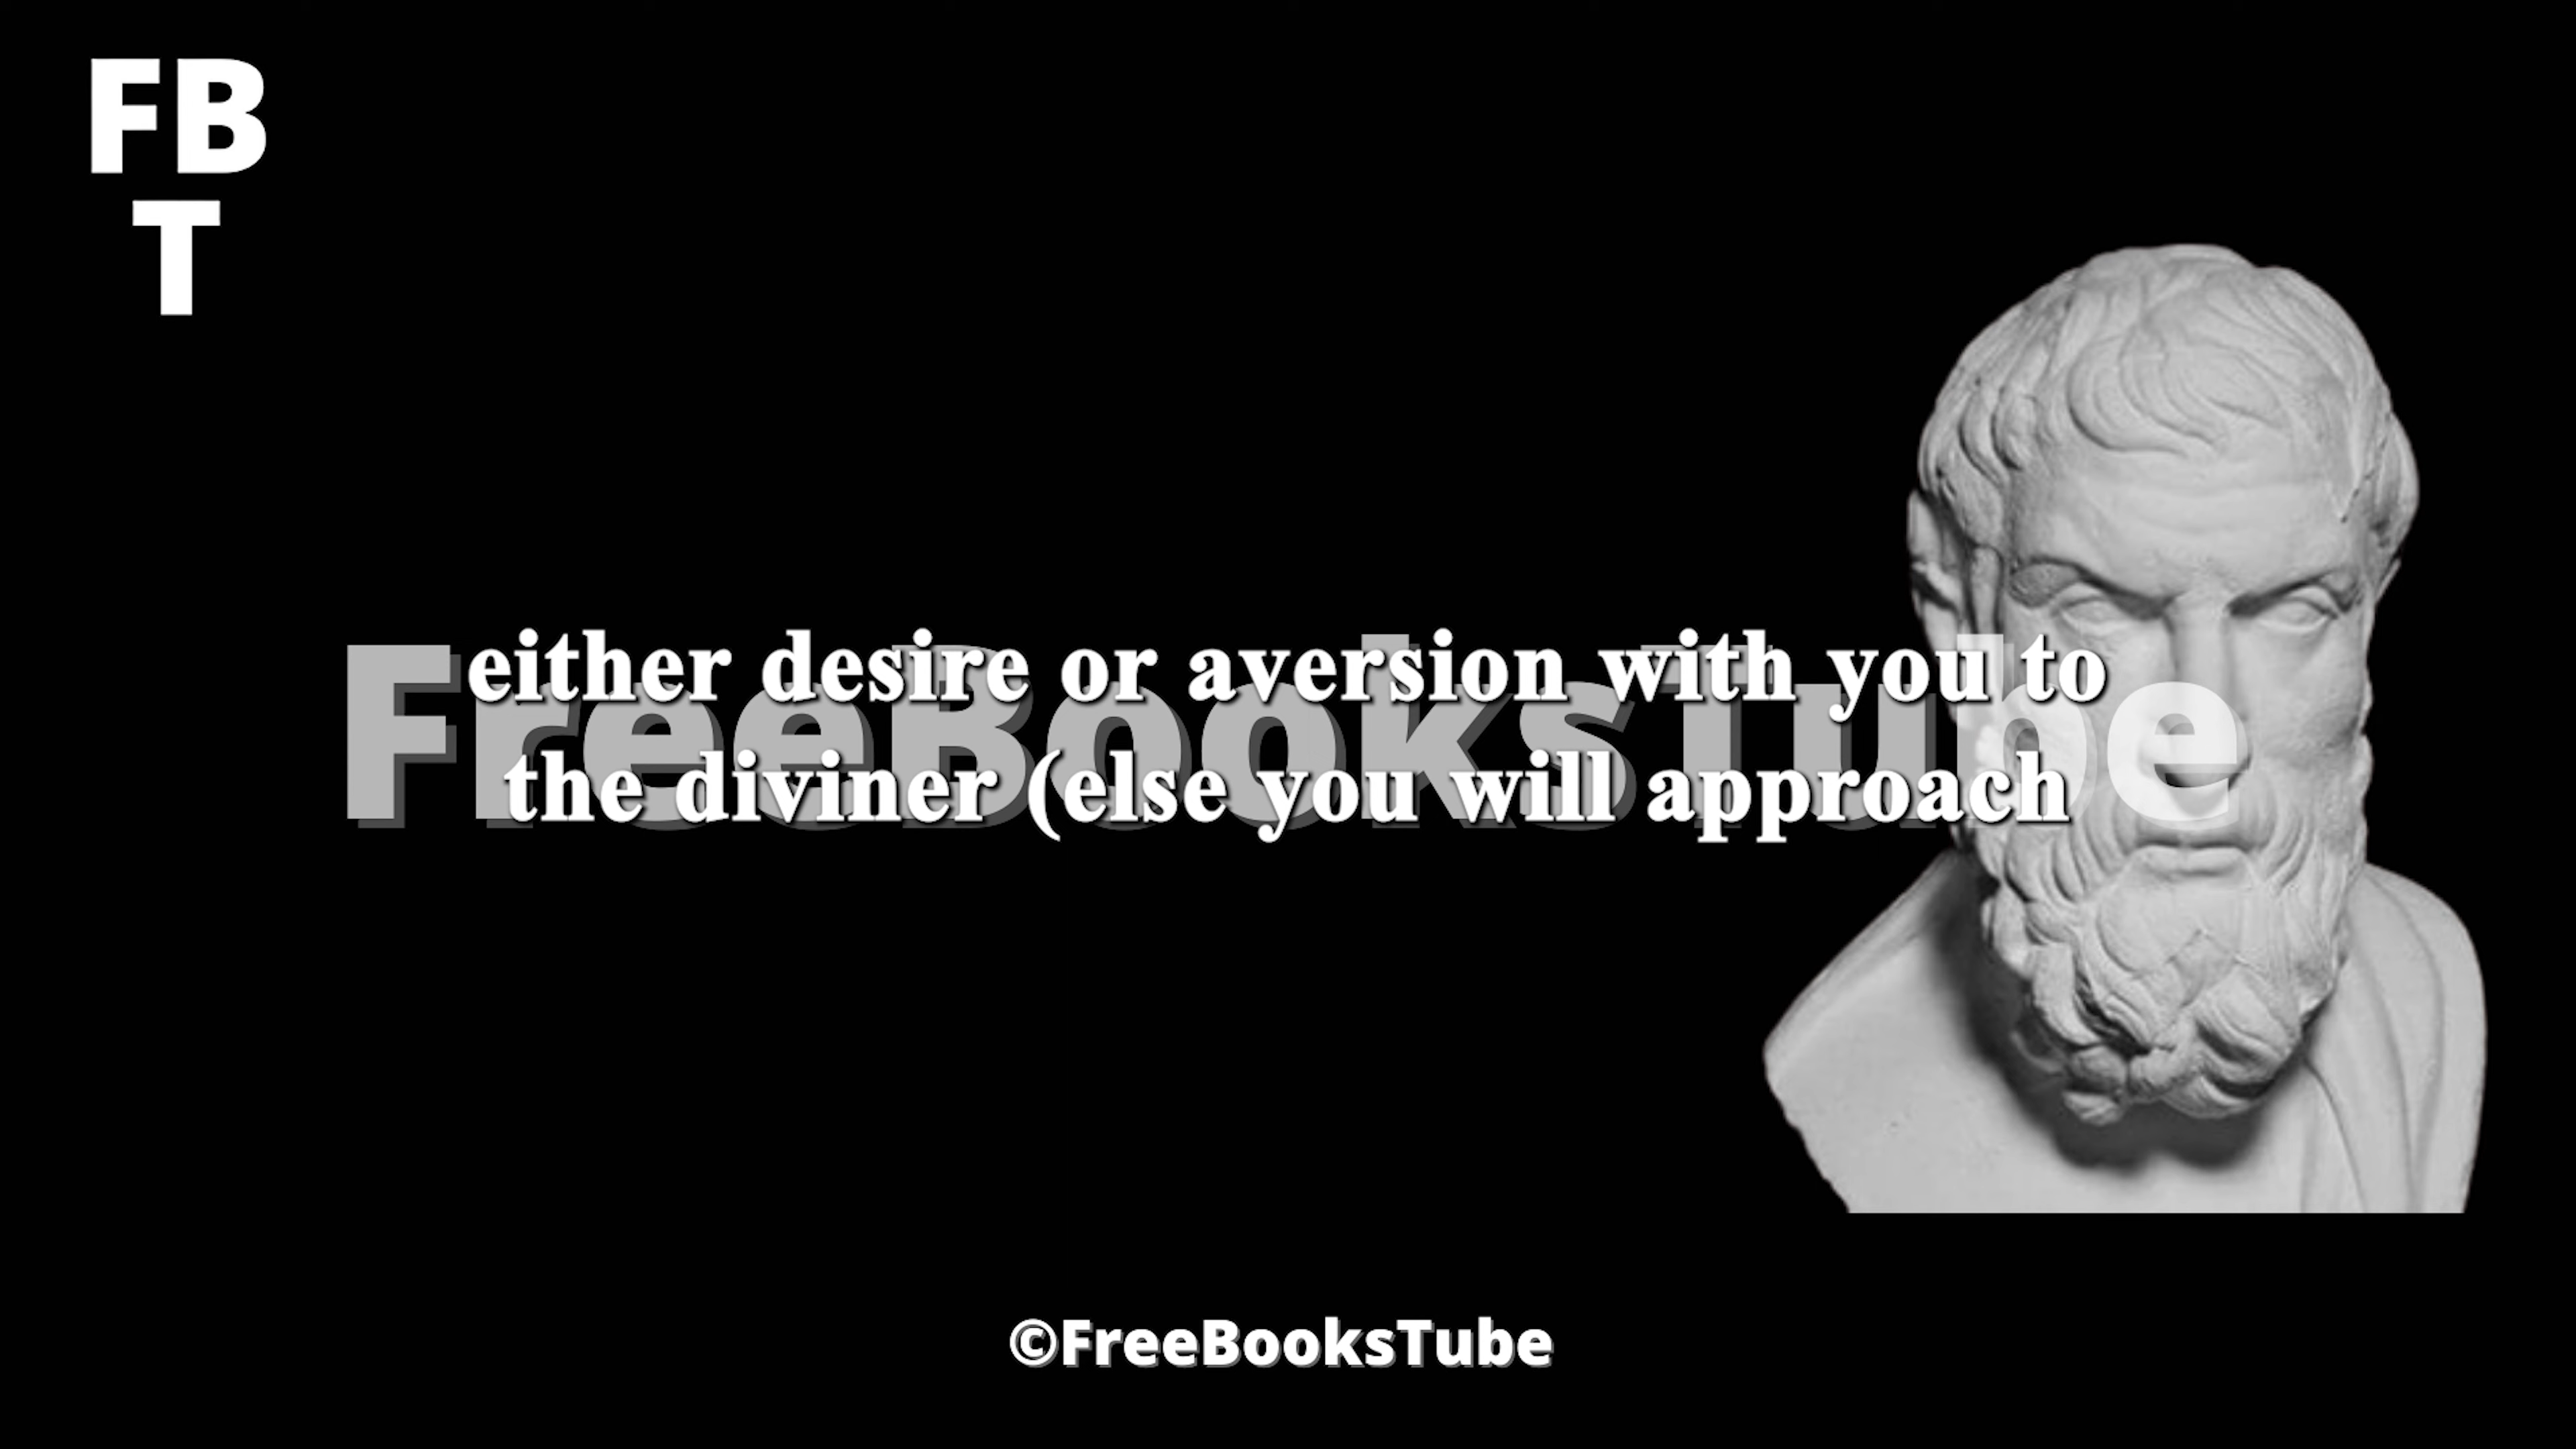 FB
T
FreeBooksTube
either desire or aversion with you to
the diviner (else you will approach
©FreeBooksTube